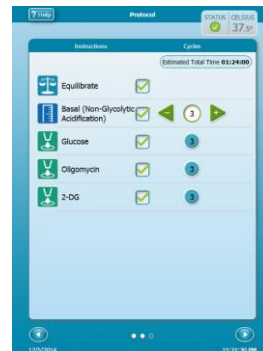 ? Help
Protocol
STATUS
CELSIUS
37.5°
Instructions
Cycles
Estimated Total Time 01:24:00
Equilibrate
Basal (Non-Glycolytic Acidification)
3
Glucose
3
Oligomycin
3
2-DG
3